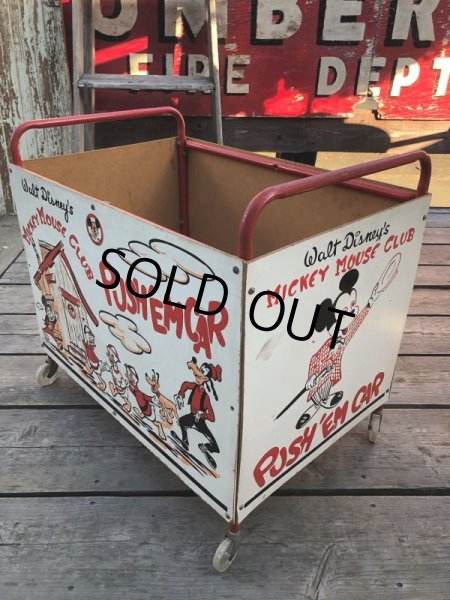 UMBER
FIRE DEPT
Walt Disney's
MICKEY MOUSE CLUB
PUSH'EM CAR
Walt Disney's
MICKEY MOUSE CLUB
PUSH'EM CAR
SOLD OUT